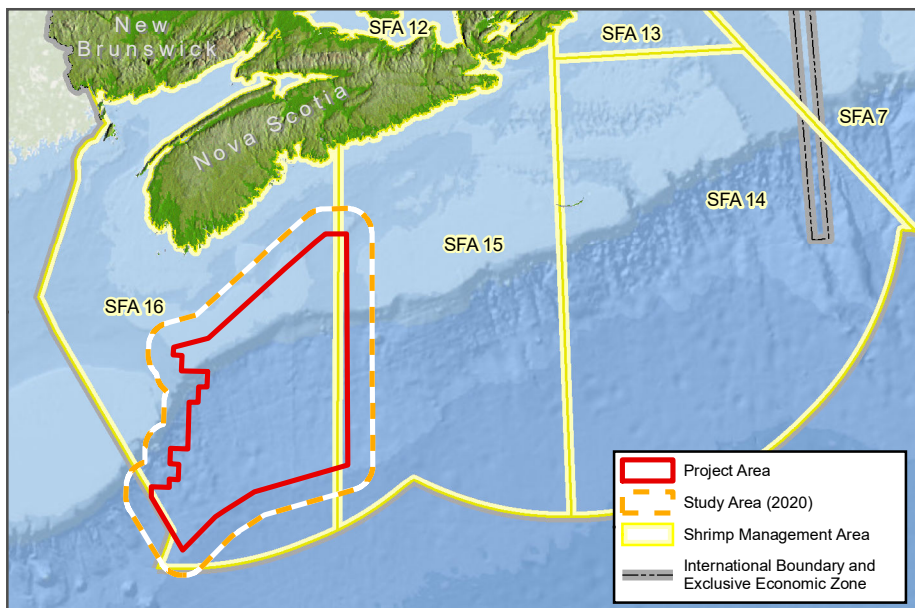 New
Brunswick
SFA 12
SFA 13
Nova Scotia
SFA 7
SFA 14
SFA 15
SFA 16
Project Area
Study Area (2020)
Shrimp Management Area
International Boundary and
Exclusive Economic Zone